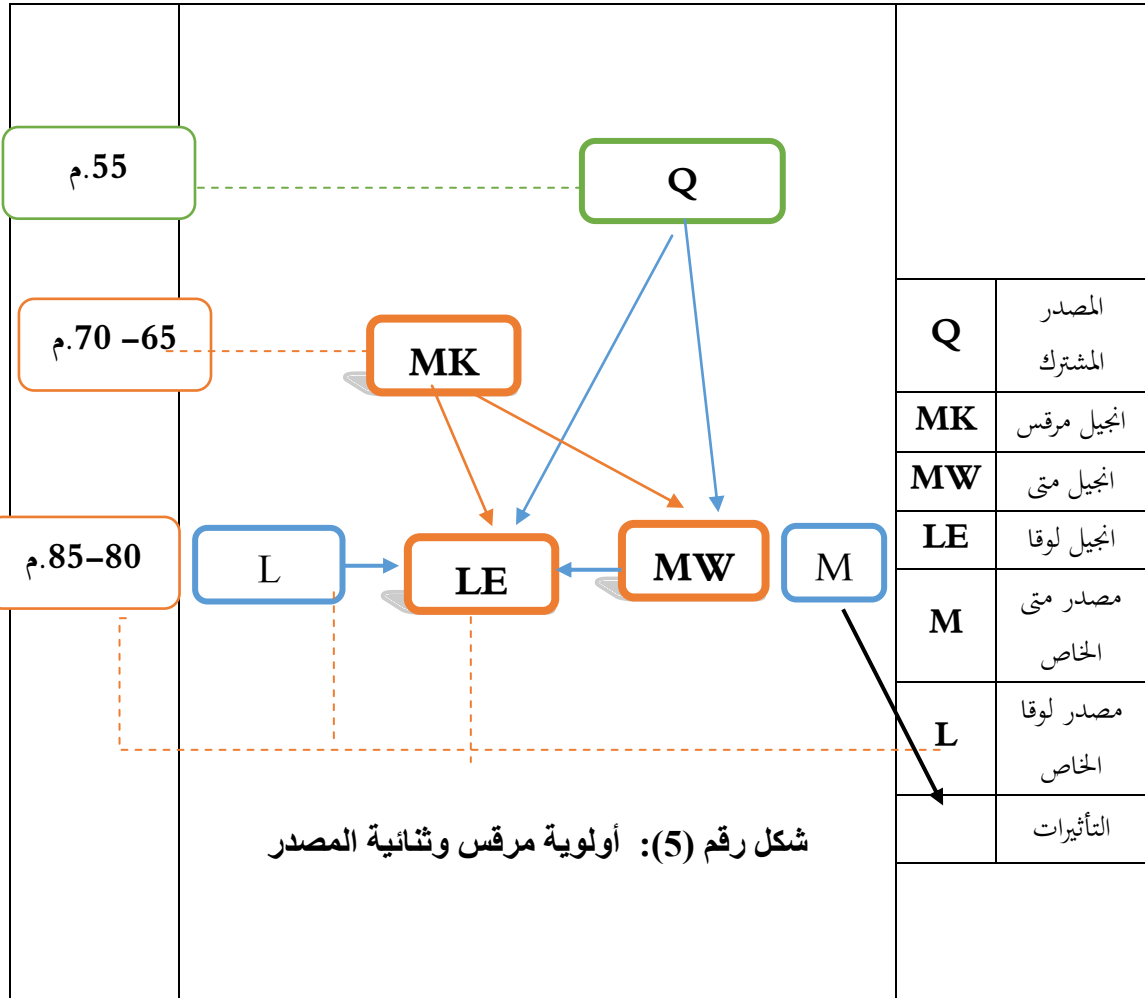 55.م
Q
65– 70.م
MK
80–85.م
L
LE
MW
M
Q
المصدر
المشترك
MK
انجيل مرقس
MW
انجيل متى
LE
انجيل لوقا
M
مصدر متى
الخاص
L
مصدر لوقا
الخاص
التأثيرات
شكل رقم (5): أولوية مرقس وثنائية المصدر